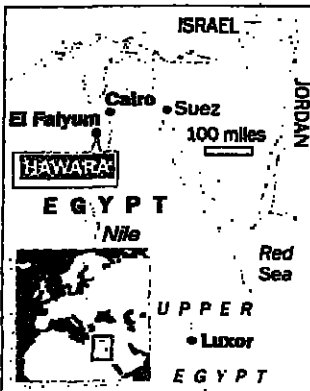 ISRAEL
JORDAN
Cairo
Suez
El Faiyum
100 miles
HAWARA
EGYPT
Nile
Red
Sea
UPPER
Luxor
EGYPT